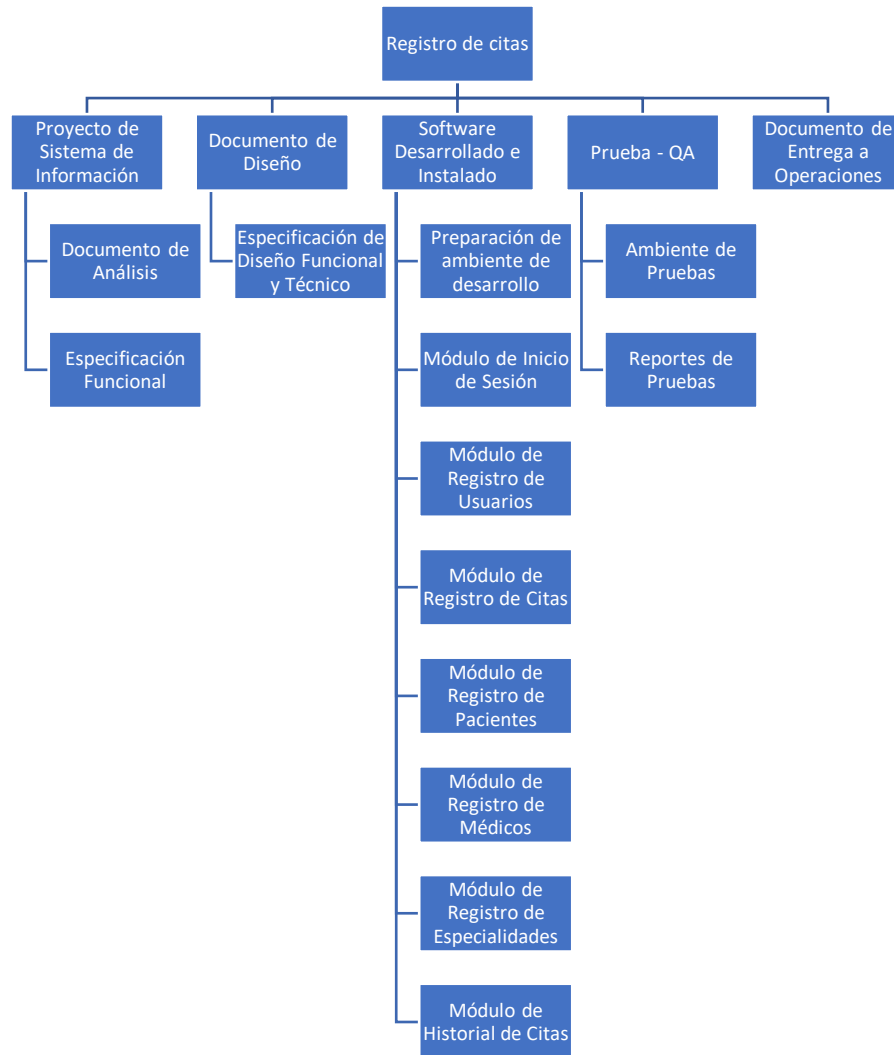 Registro de citas
Proyecto de
Sistema de
Información
Documento de
Análisis
Especificación
Funcional
Documento de
Diseño
Especificación de
Diseño Funcional
y Técnico
Software
Desarrollado e
Instalado
Preparación de
ambiente de
desarrollo
Módulo de Inicio
de Sesión
Módulo de
Registro de
Usuarios
Módulo de
Registro de Citas
Módulo de
Registro de
Pacientes
Módulo de
Registro de
Médicos
Módulo de
Registro de
Especialidades
Módulo de
Historial de Citas
Prueba - QA
Ambiente de
Pruebas
Reportes de
Pruebas
Documento de
Entrega a
Operaciones